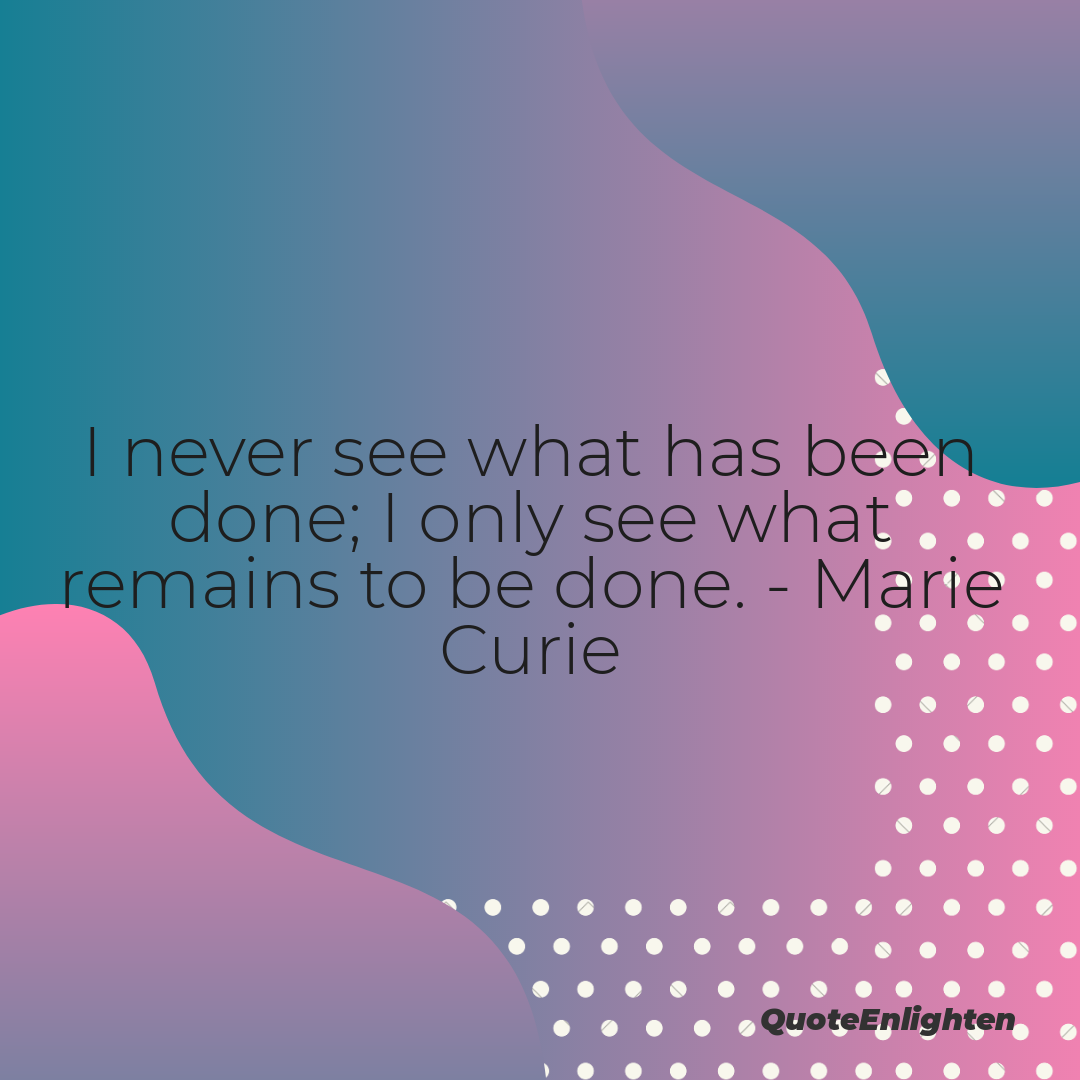 I never see what has been
done; I only see what
remains to be done. - Marie
Curie
QuoteEnlighten